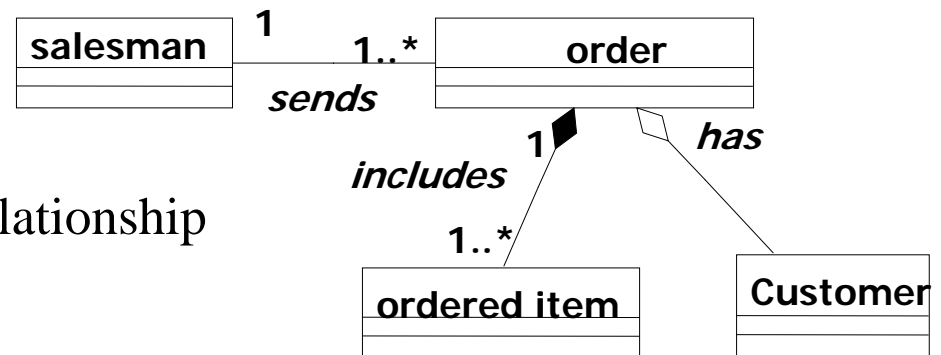 1
salesman
1..*
order
sends
1
has
includes
lationship
1..*
ordered item
Customer